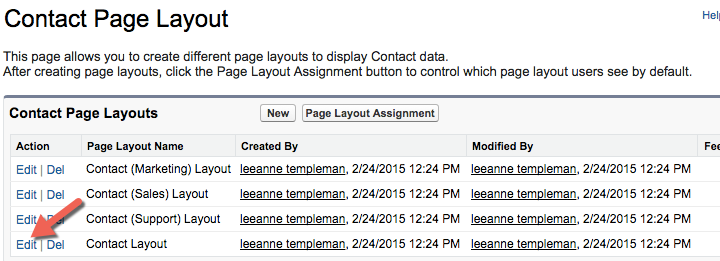 Contact Page Layout
Help
This page allows you to create different page layouts to display Contact data.
After creating page layouts, click the Page Layout Assignment button to control which page layout users see by default.
Contact Page Layouts New Page Layout Assignment
Action Page Layout Name Created By Modified By Fee
Edit | Del Contact (Marketing) Layout leeanne templeman, 2/24/2015 12:24 PM leeanne templeman, 2/24/2015 12:24 PM
Edit | Del Contact (Sales) Layout leeanne templeman, 2/24/2015 12:24 PM leeanne templeman, 2/24/2015 12:24 PM
Edit | Del Contact (Support) Layout leeanne templeman, 2/24/2015 12:24 PM leeanne templeman, 2/24/2015 12:24 PM
Edit | Del Contact Layout leeanne templeman, 2/24/2015 12:24 PM leeanne templeman, 2/24/2015 12:24 PM